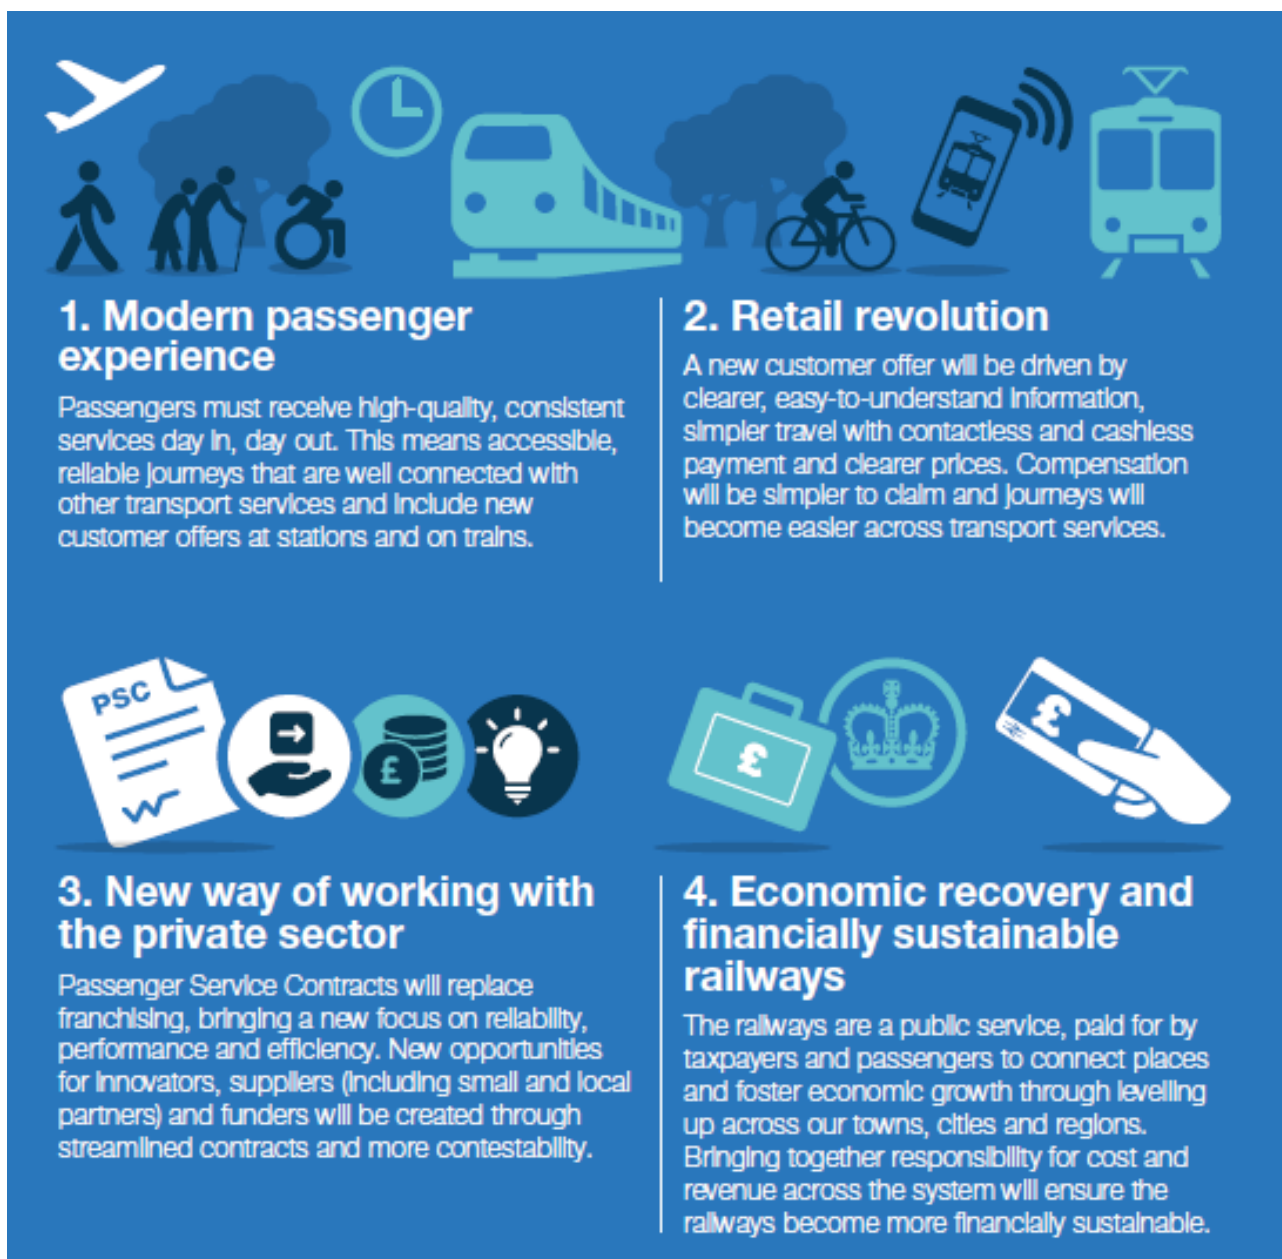 1. Modern passenger
experience
Passengers must receive high-quality, consistent
services day in, day out. This means accessible,
reliable journeys that are well connected with
other transport services and include new
customer offers at stations and on trains.
2. Retail revolution
A new customer offer will be driven by
clearer, easy-to-understand information,
simpler travel with contactless and cashless
payment and clearer prices. Compensation
will be simpler to claim and journeys will
become easier across transport services.
PSC
£
£
£
3. New way of working with
the private sector
Passenger Service Contracts will replace
franchising, bringing a new focus on reliability,
performance and efficiency. New opportunities
for innovators, suppliers (including small and local
partners) and funders will be created through
streamlined contracts and more contestability.
4. Economic recovery and
financially sustainable
railways
The railways are a public service, paid for by
taxpayers and passengers to connect places
and foster economic growth through levelling
up across our towns, cities and regions.
Bringing together responsibility for cost and
revenue across the system will ensure the
railways become more financially sustainable.